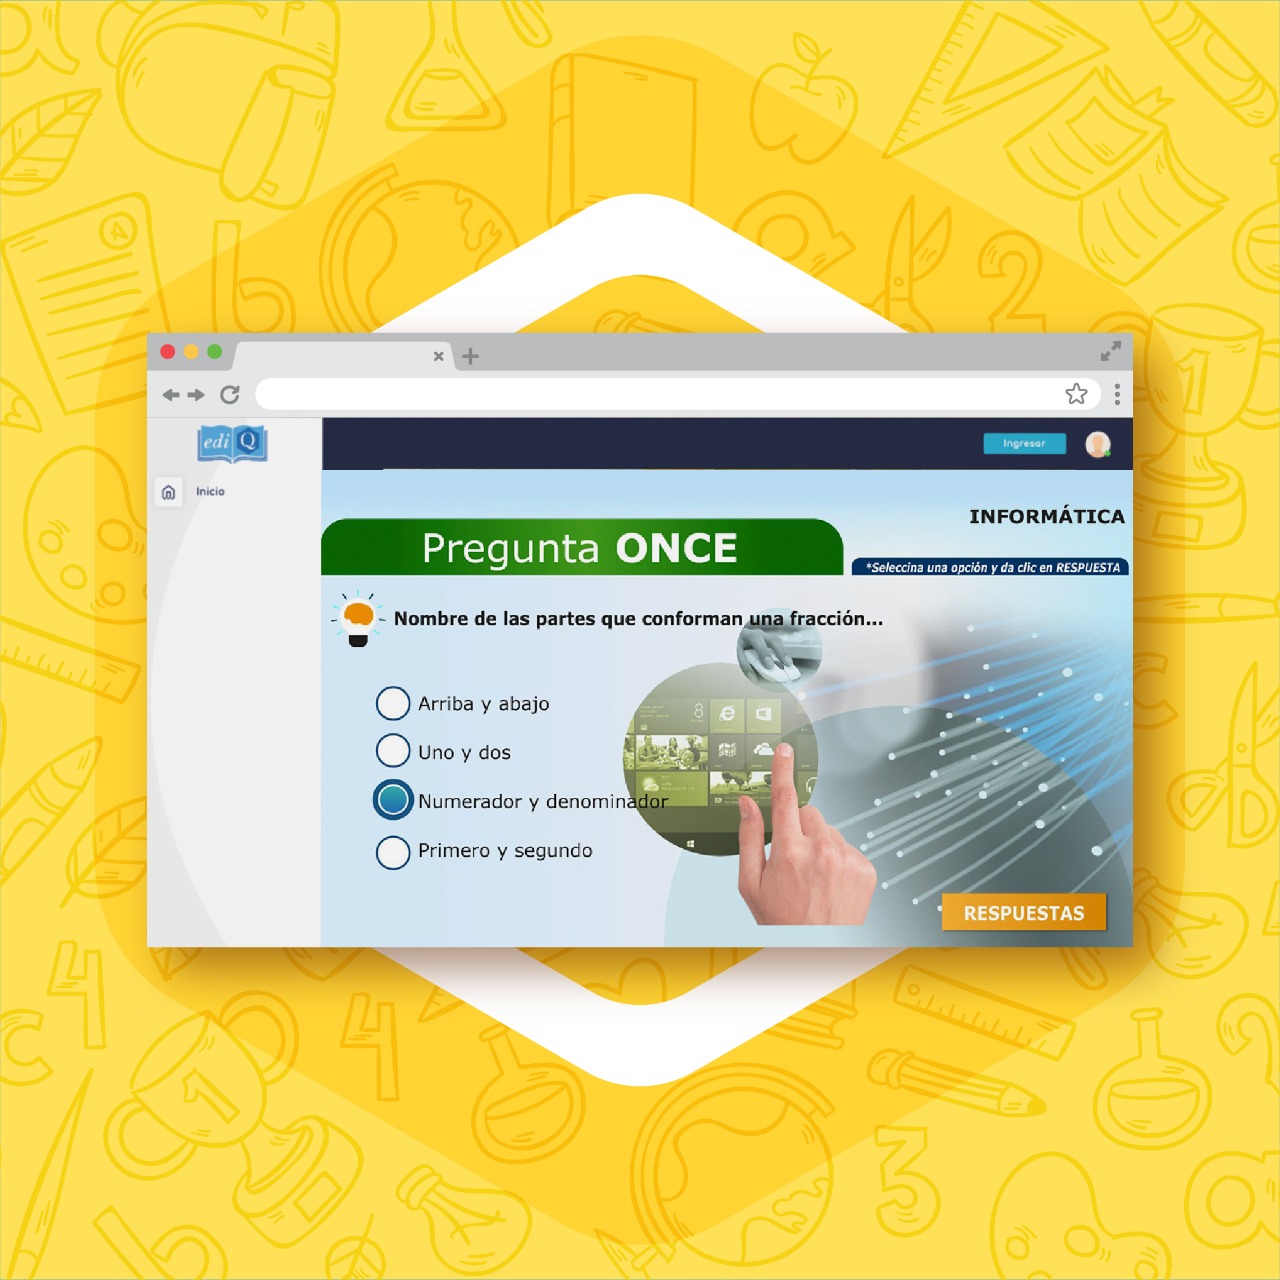 edi Q
Ingresar
Inicio
INFORMÁTICA
Pregunta ONCE
*Seleccina una opción y da clic en RESPUESTA
Nombre de las partes que conforman una fracción...
Arriba y abajo
Uno y dos
Numerador y denominador
Primero y segundo
RESPUESTAS